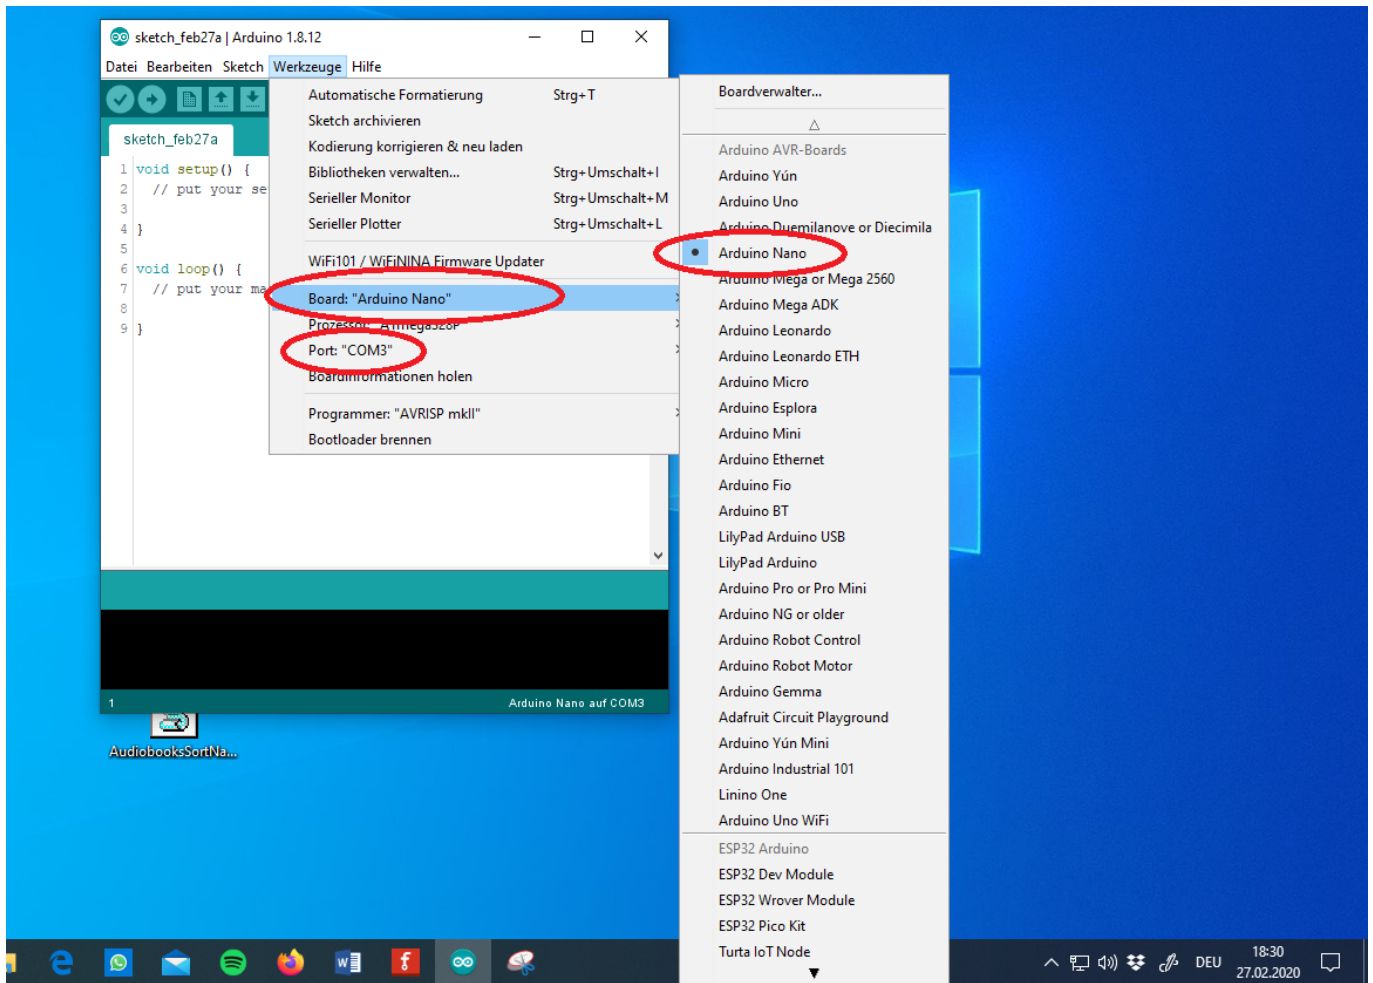 sketch_feb27a | Arduino 1.8.12
Datei Bearbeiten Sketch Werkzeuge Hilfe
sketch_feb27a
1 void setup() {
2 // put your se
3
4 }
5
6 void loop() {
7 // put your ma
8
9 }
Automatische Formatierung Strg+T
Sketch archivieren
Kodierung korrigieren & neu laden
Bibliotheken verwalten... Strg+Umschalt+I
Serieller Monitor Strg+Umschalt+M
Serieller Plotter Strg+Umschalt+L
WiFi101 / WiFiNINA Firmware Updater
Board: "Arduino Nano"
Prozessor: "ATmega328P"
Port: "COM3"
Boardinformationen holen
Programmer: "AVRISP mkII"
Bootloader brennen
Boardverwalter...
Arduino AVR-Boards
Arduino Yún
Arduino Uno
Arduino Duemilanove or Diecimila
Arduino Nano
Arduino Mega or Mega 2560
Arduino Mega ADK
Arduino Leonardo
Arduino Leonardo ETH
Arduino Micro
Arduino Esplora
Arduino Mini
Arduino Ethernet
Arduino Fio
Arduino BT
LilyPad Arduino USB
LilyPad Arduino
Arduino Pro or Pro Mini
Arduino NG or older
Arduino Robot Control
Arduino Robot Motor
Arduino Gemma
Adafruit Circuit Playground
Arduino Yún Mini
Arduino Industrial 101
Linino One
Arduino Uno WiFi
ESP32 Arduino
ESP32 Dev Module
ESP32 Wrover Module
ESP32 Pico Kit
Turta IoT Node
1 Arduino Nano auf COM3
AudiobooksSortNa...
DEU
18:30
27.02.2020